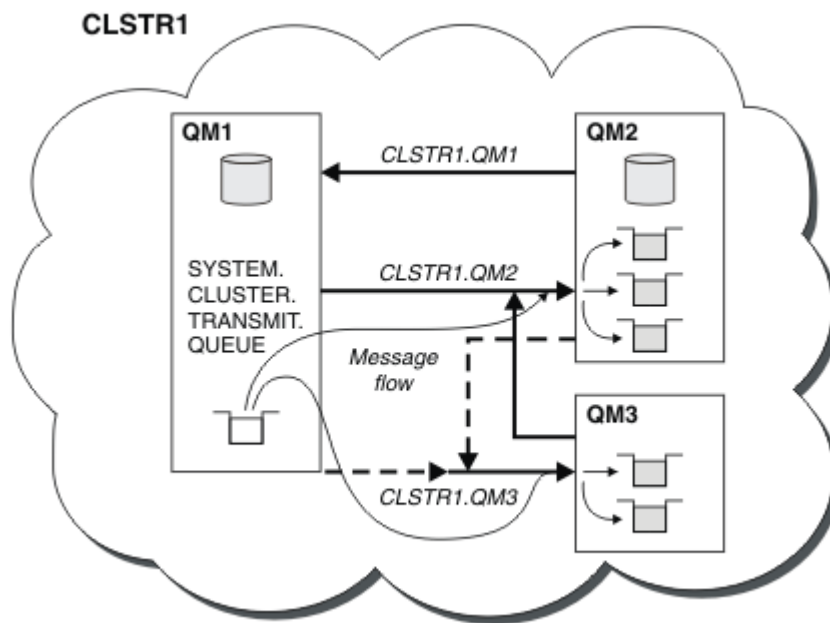 CLSTR1
QM1
QM2
CLSTR1.QM1
SYSTEM.
CLUSTER.
TRANSMIT.
QUEUE
CLSTR1.QM2
Message
flow
QM3
CLSTR1.QM3